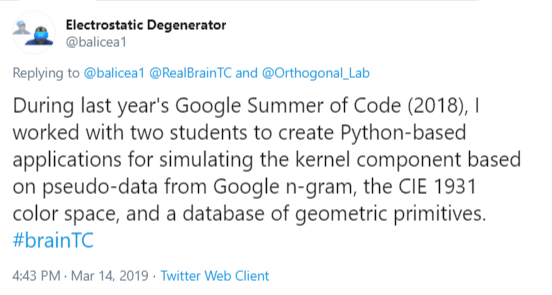 Electrostatic Degenerator
@balicea1
Replying to @balicea1 @RealBrainTC and @Orthogonal_Lab
During last year's Google Summer of Code (2018), I
worked with two students to create Python-based
applications for simulating the kernel component based
on pseudo-data from Google n-gram, the CIE 1931
color space, and a database of geometric primitives.
#brainTC
4:43 PM · Mar 14, 2019 · Twitter Web Client